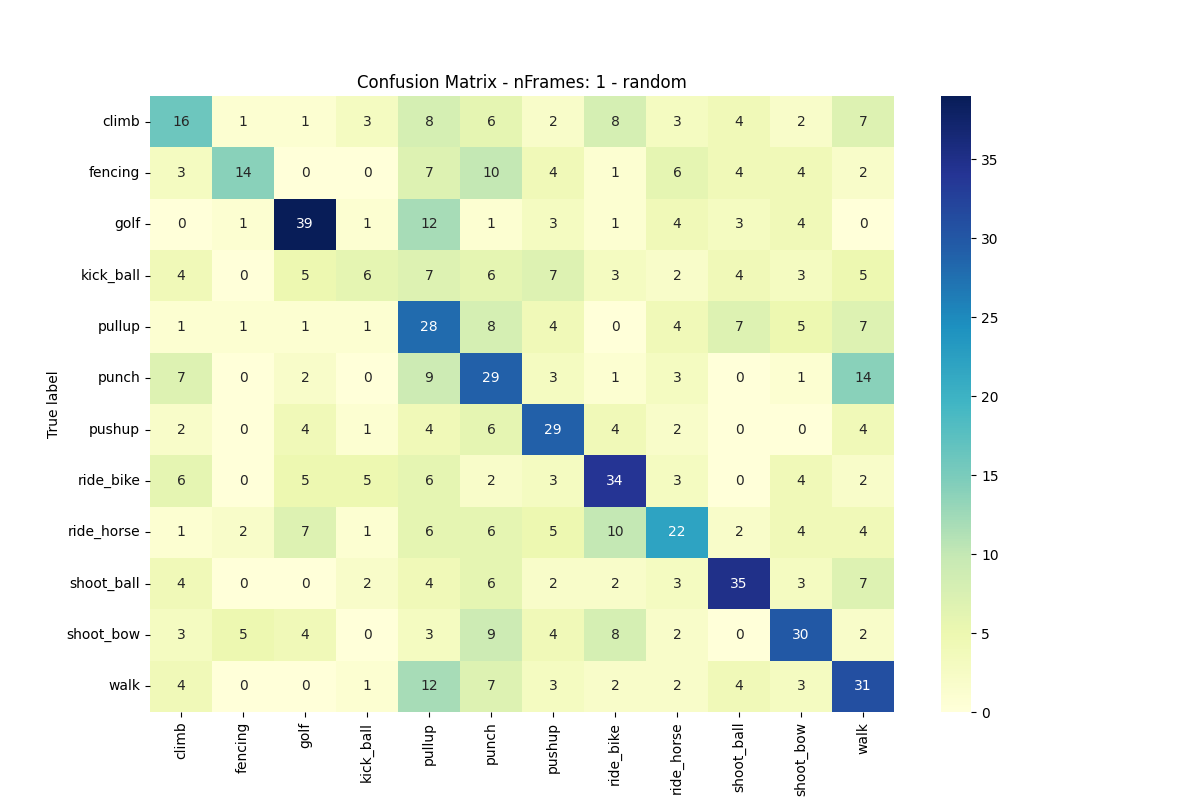 Confusion Matrix - nFrames: 1 - random
climb 16 1 1 3 8 6 2 8 3 4 2 7
fencing 3 14 0 0 7 10 4 1 6 4 4 2
golf 0 1 39 1 12 1 3 1 4 3 4 0
kick_ball 4 0 5 6 7 6 7 3 2 4 3 5
pullup 1 1 1 1 28 8 4 0 4 7 5 7
punch 7 0 2 0 9 29 3 1 3 0 1 14
pushup 2 0 4 1 4 6 29 4 2 0 0 4
ride_bike 6 0 5 5 6 2 3 34 3 0 4 2
ride_horse 1 2 7 1 6 6 5 10 22 2 4 4
shoot_ball 4 0 0 2 4 6 2 2 3 35 3 7
shoot_bow 3 5 4 0 3 9 4 8 2 0 30 2
walk 4 0 0 1 12 7 3 2 2 4 3 31
climb fencing golf kick_ball pullup punch pushup ride_bike ride_horse shoot_ball shoot_bow walk
True label
35
30
25
20
15
10
5
0